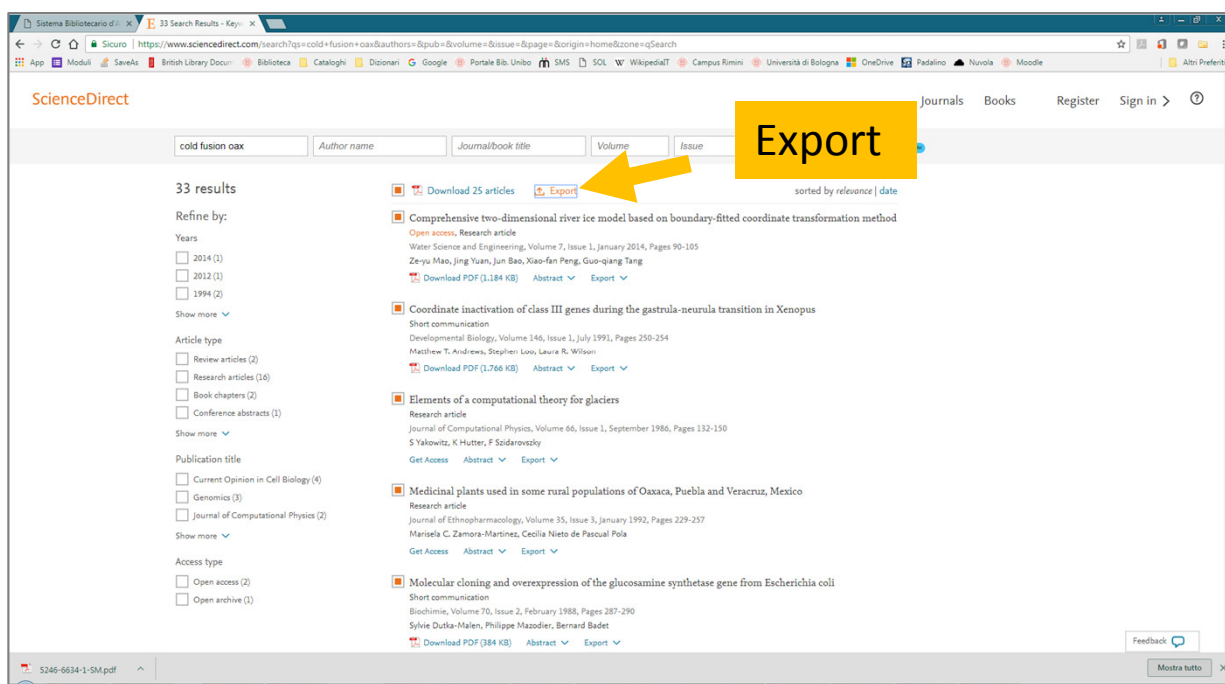 Sistema Bibliotecario d'A
33 Search Results - Keyw
Sicuro | https://www.sciencedirect.com/search?qs=cold+fusion+oax&authors=&pub=&volume=&issue=&page=&origin=home&zone=qSearch
App Moduli SaveAs British Library Docum Biblioteca Cataloghi Dizionari Google Portale Bib. Unibo SMS SOL WikipediaIT Campus Rimini Università di Bologna OneDrive Padalino Nuvola Moodle Altri Preferiti
ScienceDirect
Journals Books Register Sign in >
Export
cold fusion oax Author name Journal/book title Volume Issue
33 results
Download 25 articles Export sorted by relevance | date
Refine by:
Years
2014 (1)
2012 (1)
1994 (2)
Show more
Article type
Review articles (2)
Research articles (16)
Book chapters (2)
Conference abstracts (1)
Show more
Publication title
Current Opinion in Cell Biology (4)
Genomics (3)
Journal of Computational Physics (2)
Show more
Access type
Open access (2)
Open archive (1)
Comprehensive two-dimensional river ice model based on boundary-fitted coordinate transformation method
Open access, Research article
Water Science and Engineering, Volume 7, Issue 1, January 2014, Pages 90-105
Ze-yu Mao, Jing Yuan, Jun Bao, Xiao-fan Peng, Guo-qiang Tang
Download PDF (1.184 KB) Abstract Export
Coordinate inactivation of class III genes during the gastrula-neurula transition in Xenopus
Short communication
Developmental Biology, Volume 146, Issue 1, July 1991, Pages 250-254
Matthew T. Andrews, Stephen Loo, Laura R. Wilson
Download PDF (1.766 KB) Abstract Export
Elements of a computational theory for glaciers
Research article
Journal of Computational Physics, Volume 66, Issue 1, September 1986, Pages 132-150
S Yakowitz, K Hutter, F Szidarovszky
Get Access Abstract Export
Medicinal plants used in some rural populations of Oaxaca, Puebla and Veracruz, Mexico
Research article
Journal of Ethnopharmacology, Volume 35, Issue 3, January 1992, Pages 229-257
Marisela C. Zamora-Martinez, Cecilia Nieto de Pascual Pola
Get Access Abstract Export
Molecular cloning and overexpression of the glucosamine synthetase gene from Escherichia coli
Short communication
Biochimie, Volume 70, Issue 2, February 1988, Pages 287-290
Sylvie Dutka-Malen, Philippe Mazodier, Bernard Badet
Download PDF (384 KB) Abstract Export
Feedback
5246-6634-1-SM.pdf
Mostra tutto